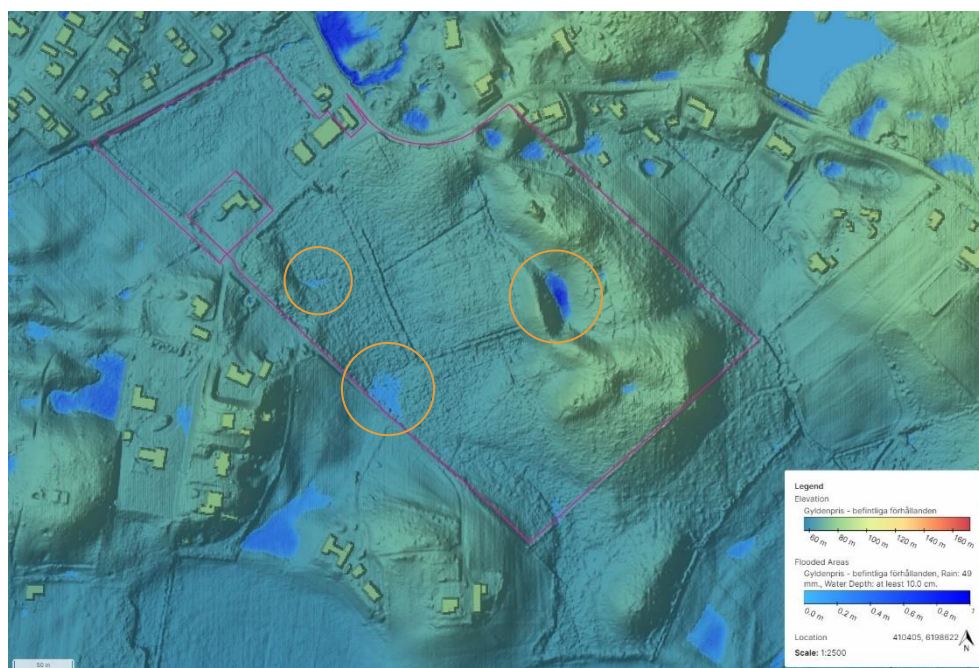 Legend
Elevation
Gyldenpris - befintliga förhållanden
60 m 80 m 100 m 120 m 140 m 160 m
Flooded Areas
Gyldenpris - befintliga förhållanden, Rain: 49
mm., Water Depth: at least 10.0 cm.
0.0 m 0.2 m 0.4 m 0.6 m 0.8 m 1
Location 410405, 6198622
Scale: 1:2500
N
50 m